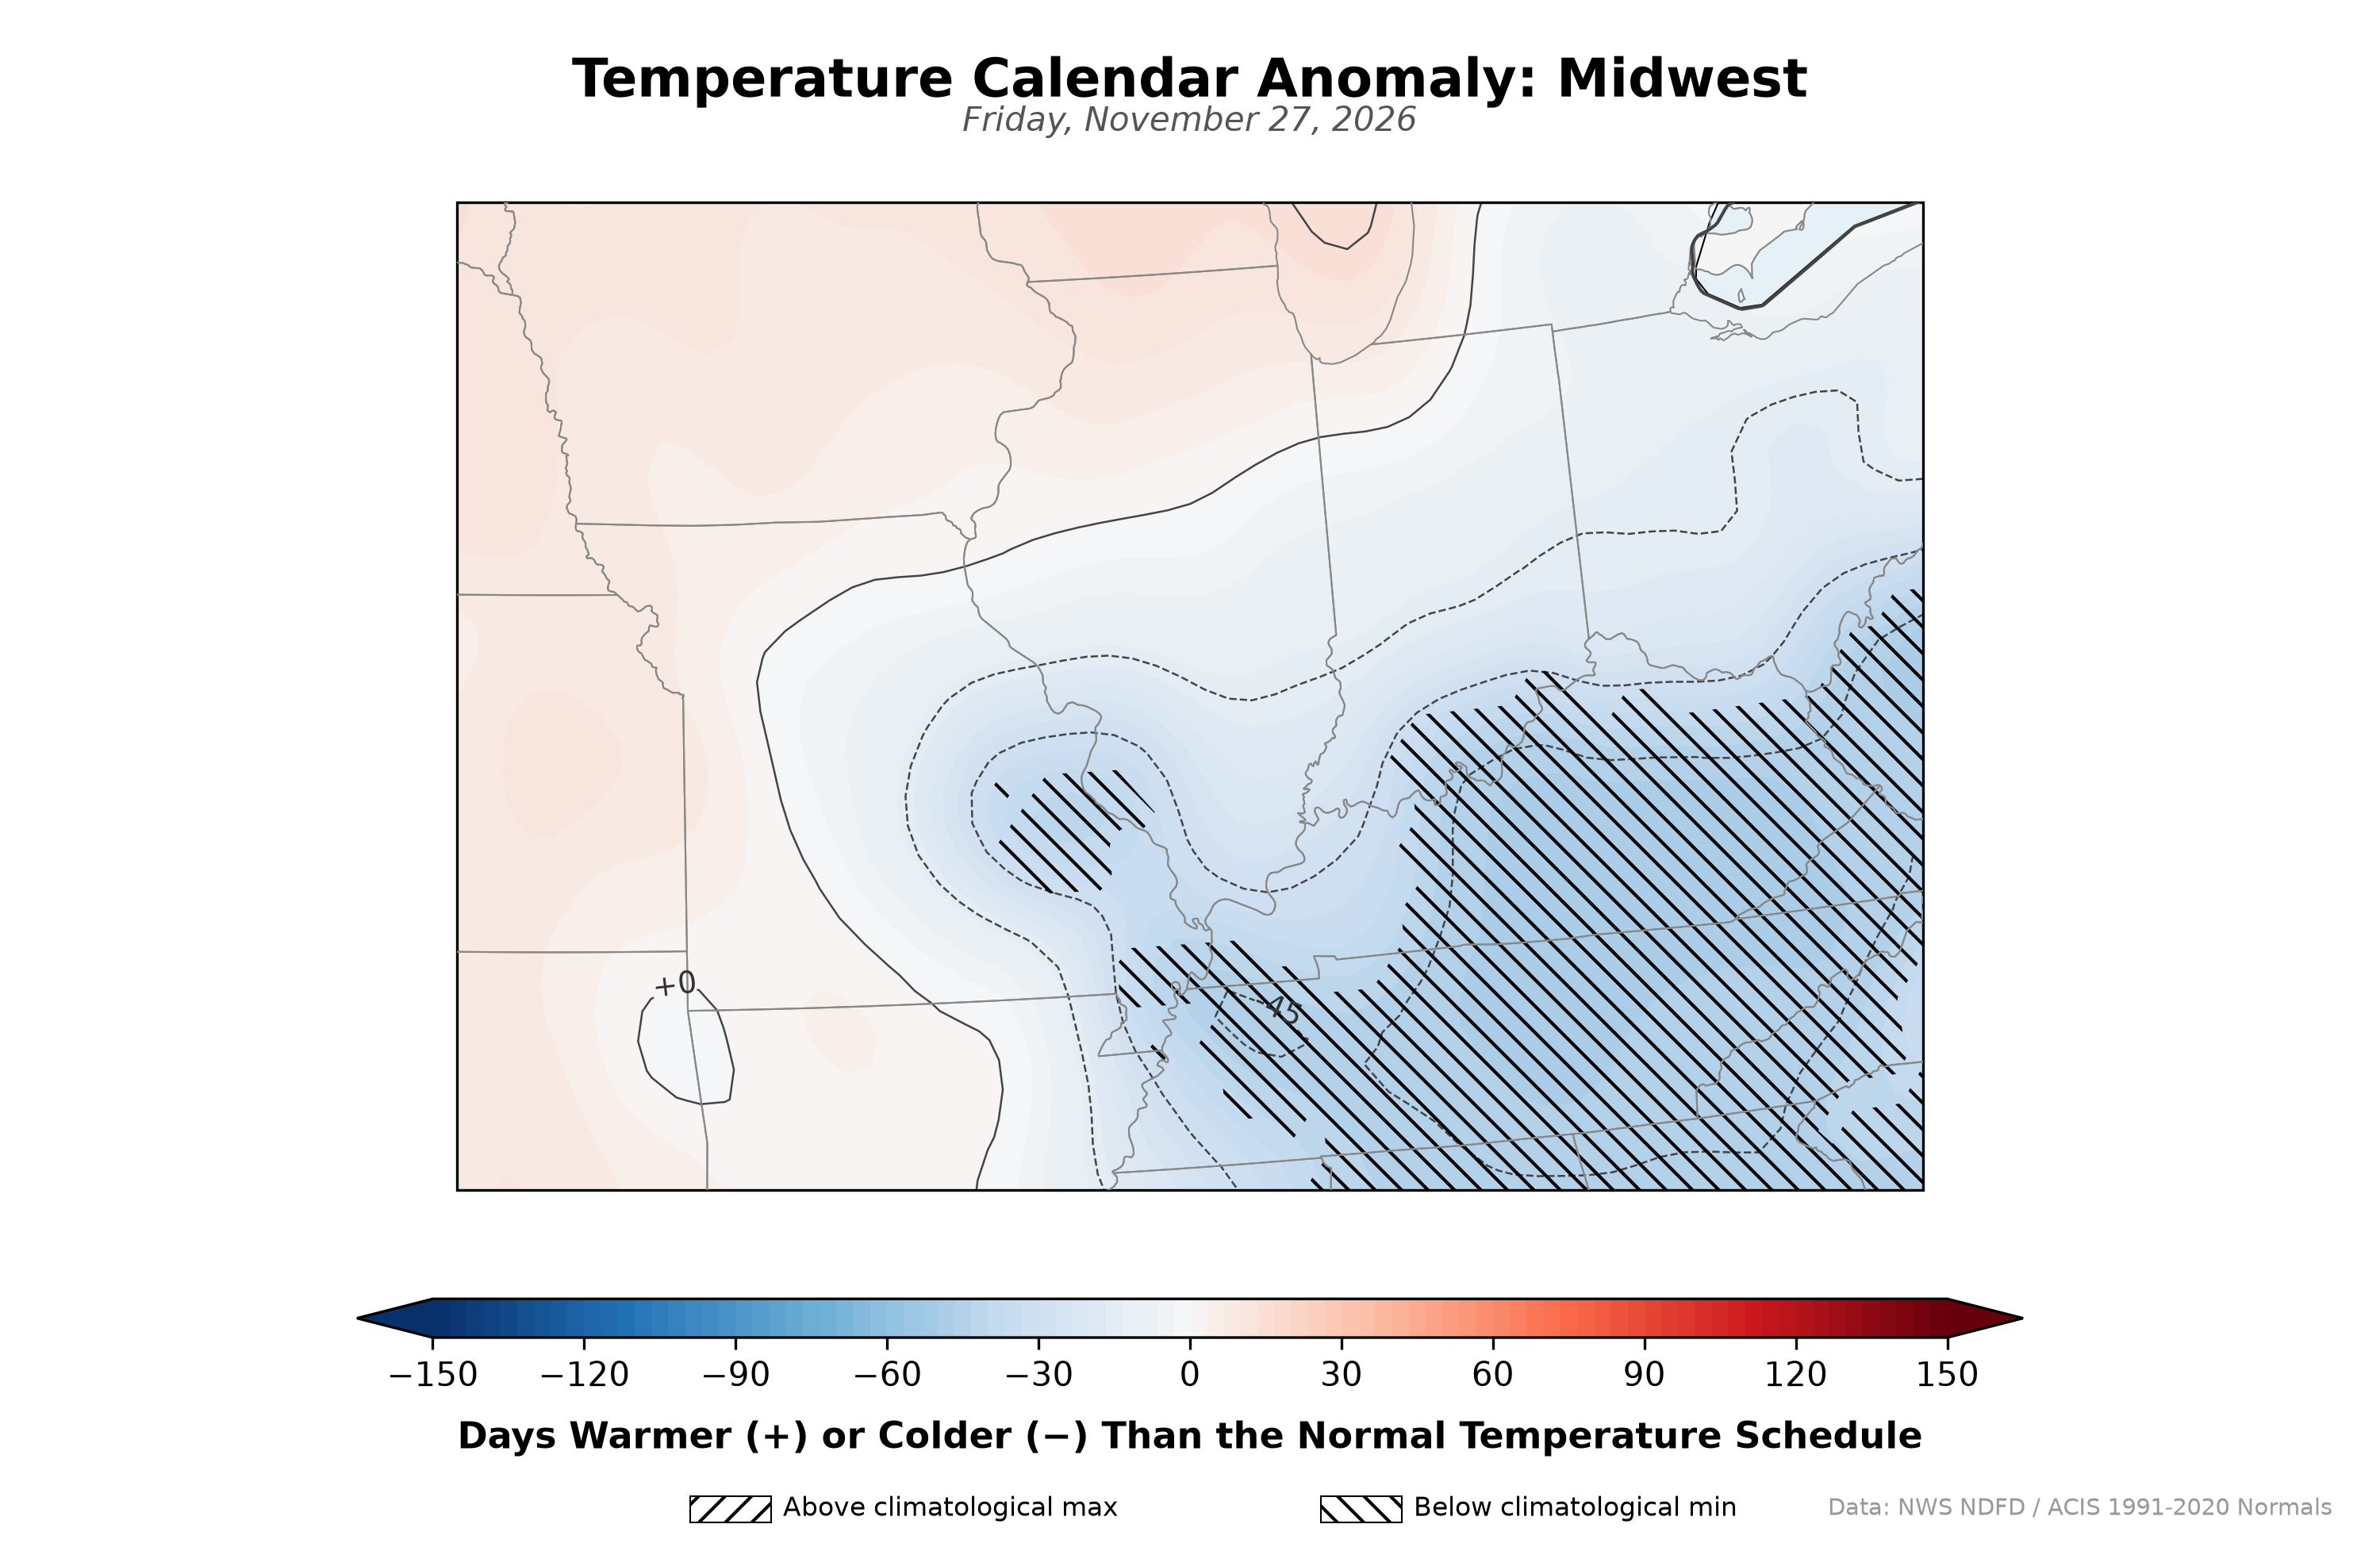 Temperature Calendar Anomaly: Midwest
Friday, November 27, 2026
+0
-45
−150 −120 −90 −60 −30 0 30 60 90 120 150
Days Warmer (+) or Colder (−) Than the Normal Temperature Schedule
Above climatological max
Below climatological min
Data: NWS NDFD / ACIS 1991-2020 Normals